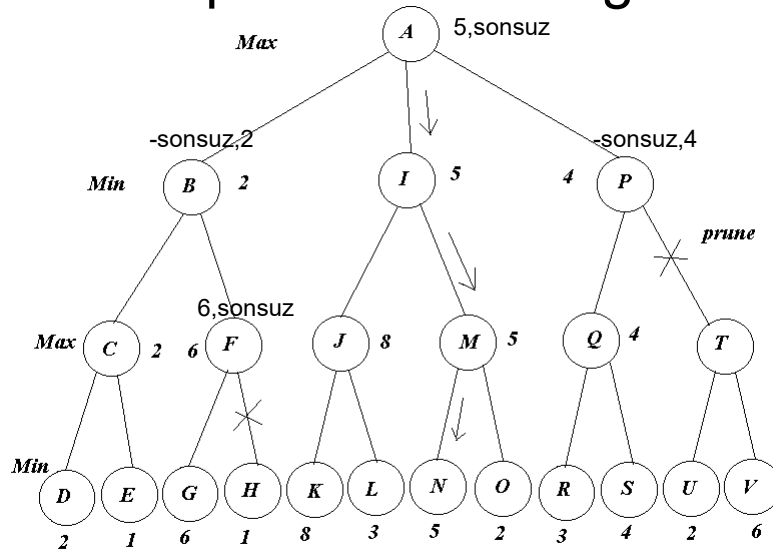 A 5,sonsuz
Max
-sonsuz,2 -sonsuz,4
Min B 2 I 5 4 P
prune
6,sonsuz
Max C 2 6 F J 8 M 5 Q 4 T
Min D E G H K L N O R S U V
2 1 6 1 8 3 5 2 3 4 2 6